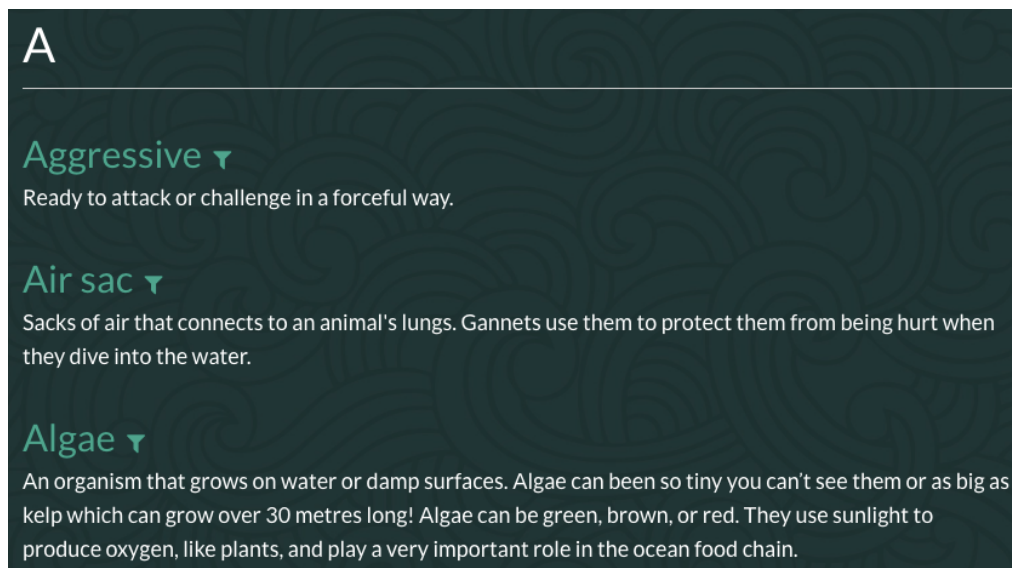 A
Aggressive
Ready to attack or challenge in a forceful way.
Air sac
Sacks of air that connects to an animal's lungs. Gannets use them to protect them from being hurt when
they dive into the water.
Algae
An organism that grows on water or damp surfaces. Algae can been so tiny you can’t see them or as big as
kelp which can grow over 30 metres long! Algae can be green, brown, or red. They use sunlight to
produce oxygen, like plants, and play a very important role in the ocean food chain.